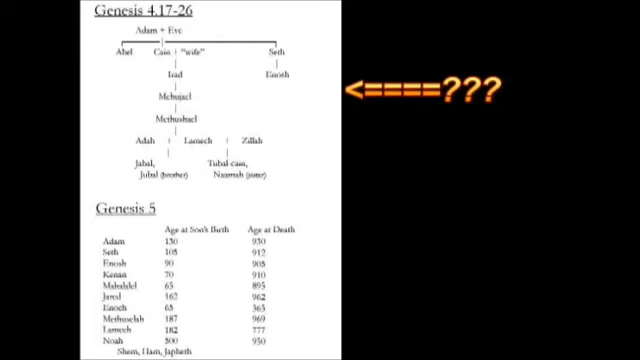 Genesis 4.17-26
Adam + Eve
Abel Cain "wife" Seth
Irad Enosh
Mehujael
Methushael
Adah Lamech Zillah
Jabal, Tubal-cain,
Jubal (brother) Naamah (sister)
<====???
Genesis 5
Age at Son's Birth Age at Death
Adam 130 930
Seth 105 912
Enosh 90 905
Kenan 70 910
Mahalalel 65 895
Jared 162 962
Enoch 65 365
Methuselah 187 969
Lamech 182 777
Noah 500 950
Shem, Ham, Japheth